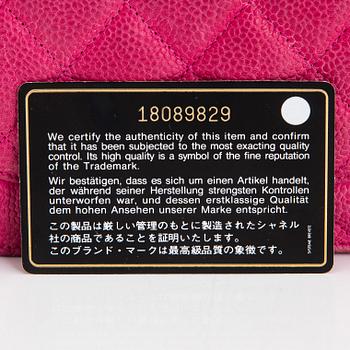 18089829
We certify the authenticity of this item and confirm
that it has been subjected to the most exacting quality
control. Its high quality is a symbol of the fine reputation
of the Trademark.
Wir bestätigen, dass es sich um einen Artikel handelt,
der während seiner Herstellung strengsten Kontrollen
unterworfen war, und dessen erstklassige Qualität
dem hohen Ansehen unserer Marke entspricht.
この製品は厳しい管理のもとに製造されたシャネル
社の商品であることを証明いたします。
このブランド・マークは最高級品質の象徴です。